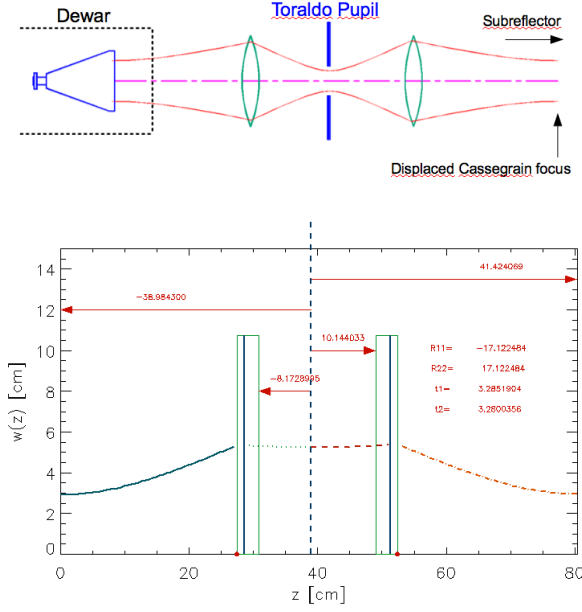 Dewar
Toraldo Pupil
Subreflector
Displaced Cassegrain focus
14
12
10
8
6
4
2
0
w(z) [cm]
41.424069
-38.984300
10.144033
-8.1728995
R11= -17.122484
R22= 17.122484
t1= 3.2851904
t2= 3.2800356
0 20 40 60 80
z [cm]